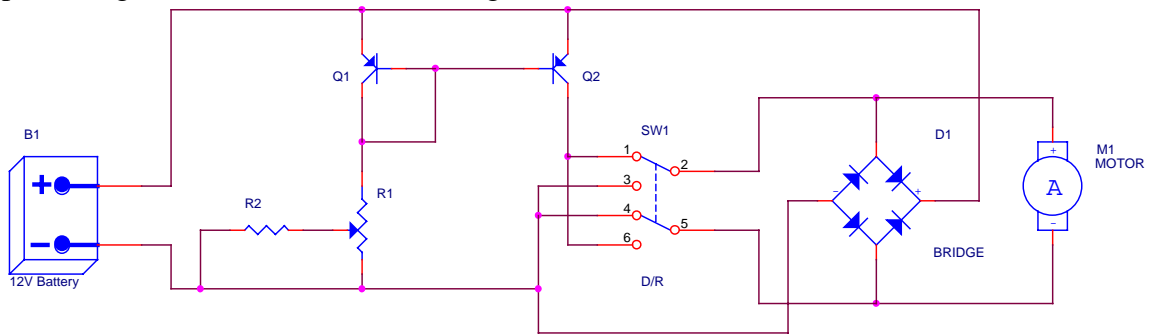 Q1
Q2
B1
SW1
D1
1
2
M1
MOTOR
+
-
+
3
R1
R2
4
5
A
-
+
-
6
BRIDGE
12V Battery
D/R